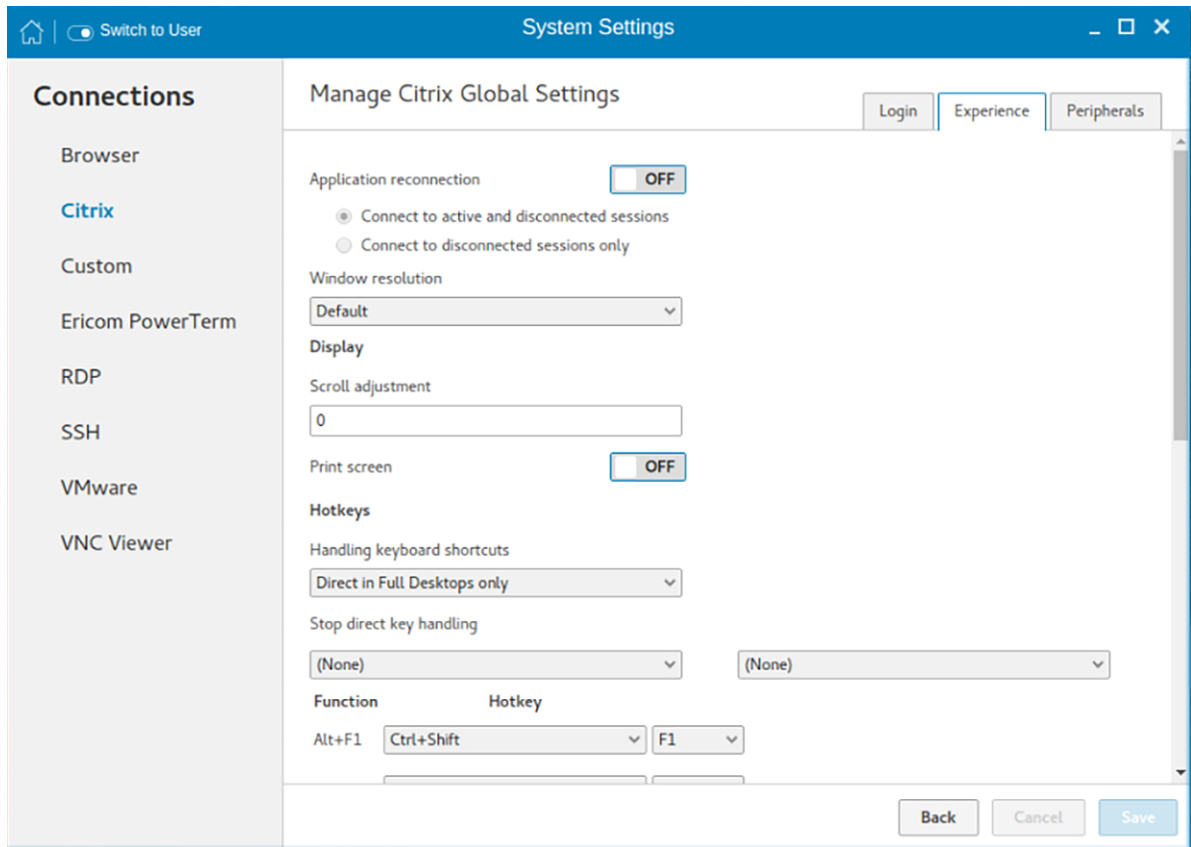 Switch to User
System Settings
Connections
Browser
Citrix
Custom
Ericom PowerTerm
RDP
SSH
VMware
VNC Viewer
Manage Citrix Global Settings
Login
Experience
Peripherals
Application reconnection
OFF
Connect to active and disconnected sessions
Connect to disconnected sessions only
Window resolution
Default
Display
Scroll adjustment
0
Print screen
OFF
Hotkeys
Handling keyboard shortcuts
Direct in Full Desktops only
Stop direct key handling
(None)
(None)
Function Hotkey
Alt+F1 Ctrl+Shift F1
Back
Cancel
Save